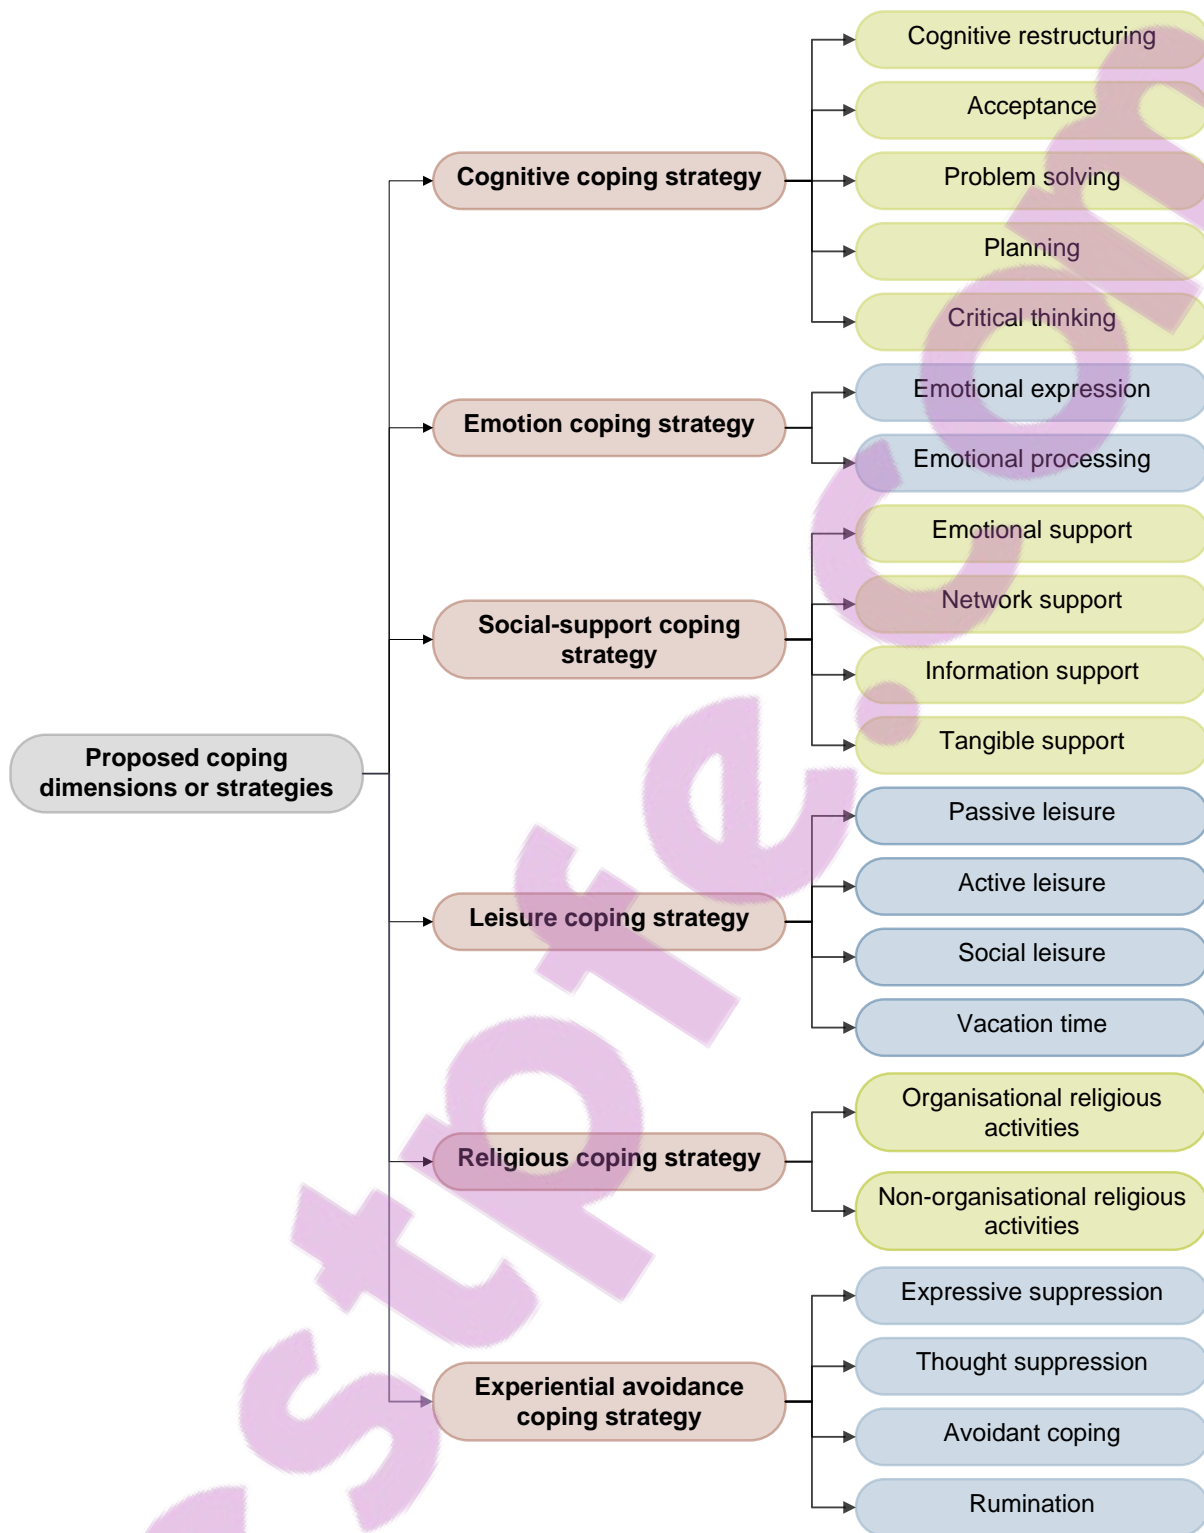 Proposed coping
dimensions or strategies
Cognitive coping strategy
Cognitive restructuring
Acceptance
Problem solving
Planning
Critical thinking
Emotion coping strategy
Emotional expression
Emotional processing
Social-support coping
strategy
Emotional support
Network support
Information support
Tangible support
Leisure coping strategy
Passive leisure
Active leisure
Social leisure
Vacation time
Religious coping strategy
Organisational religious
activities
Non-organisational religious
activities
Experiential avoidance
coping strategy
Expressive suppression
Thought suppression
Avoidant coping
Rumination
estpfe.com